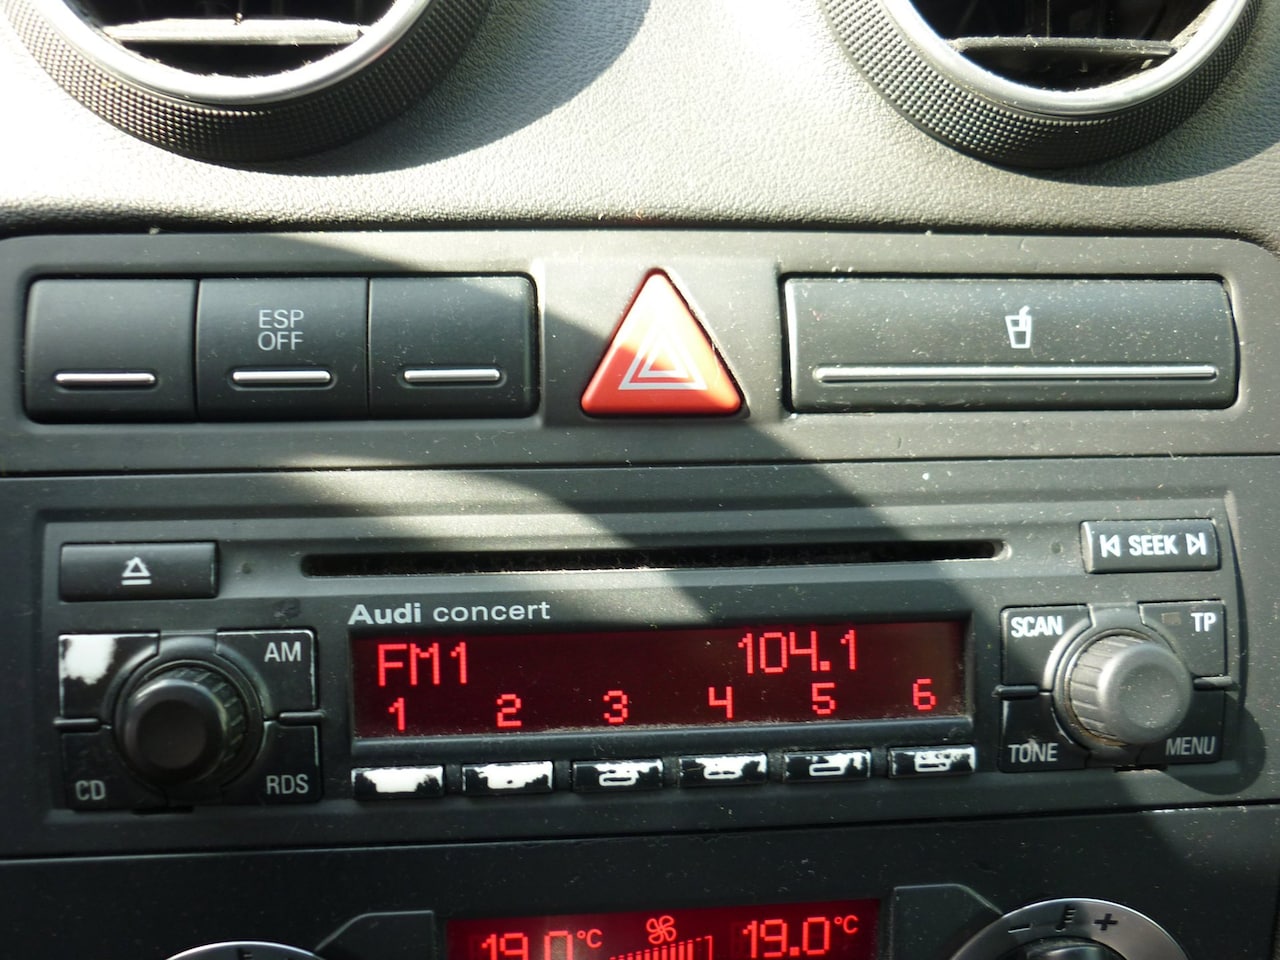 ESP
OFF
SEEK
Audi concert
AM
SCAN
TP
FM1 104.1
1 2 3 4 5 6
CD
RDS
TONE
MENU
19.0°C 19.0°C
- +